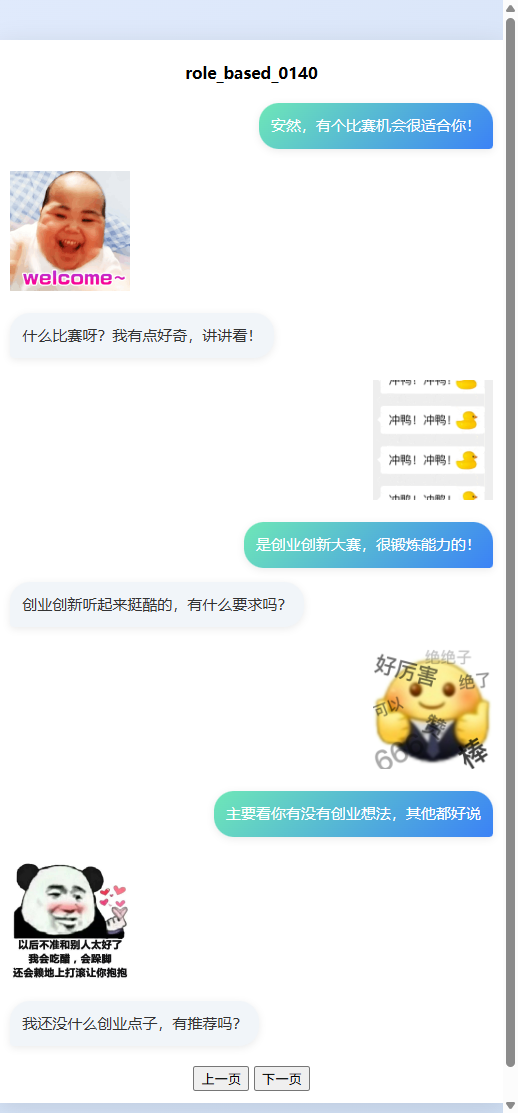 role_based_0140
安然，有个比赛机会很适合你！
welcome~
什么比赛呀？我有点好奇，讲讲看！
冲鸭！冲鸭！
冲鸭！冲鸭！
冲鸭！冲鸭！
冲鸭！冲鸭！
是创业创新大赛，很锻炼能力的！
创业创新听起来挺酷的，有什么要求吗？
绝绝子
好厉害
绝了
可以
赞
666
棒
主要看你有没有创业想法，其他都好说
以后不准和别人太好了
我会吃醋，会跺脚
还会赖地上打滚让你抱抱
我还没什么创业点子，有推荐吗？
上一页 下一页